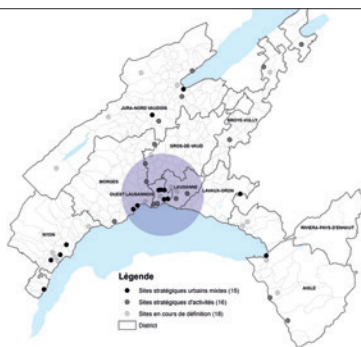 JURA-NORD VAUDOIS
BROYE-VULLY
GROS-DE-VAUD
MORGES
OUEST LAUSANNOIS
LAUSANNE
LAVAUX-ORON
NYON
RIVIERA-PAYS-D'ENHAUT
AIGLE
Légende
Sites stratégiques urbains mixtes (15)
Sites stratégiques d'activités (16)
Sites en cours de définition (18)
District